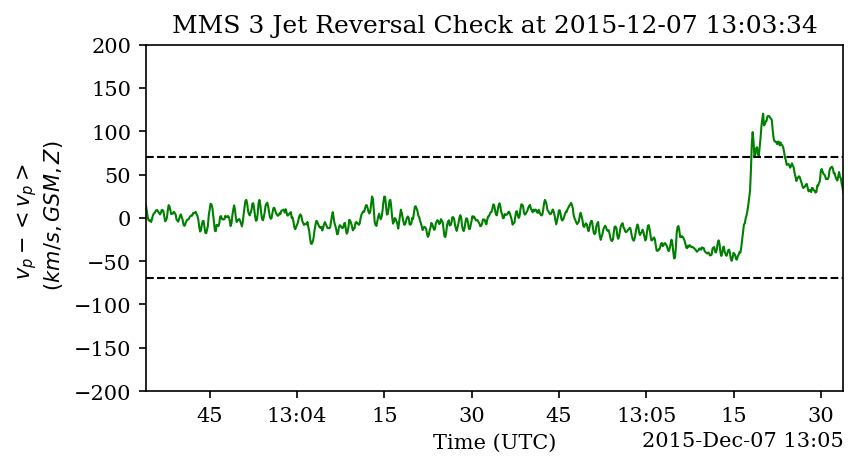 MMS 3 Jet Reversal Check at 2015-12-07 13:03:34
200
150
100
50
0
−50
−100
−150
−200
v_p − < v_p >
(km/s, GSM, Z)
45 13:04 15 30 45 13:05 15 30
Time (UTC)
2015-Dec-07 13:05